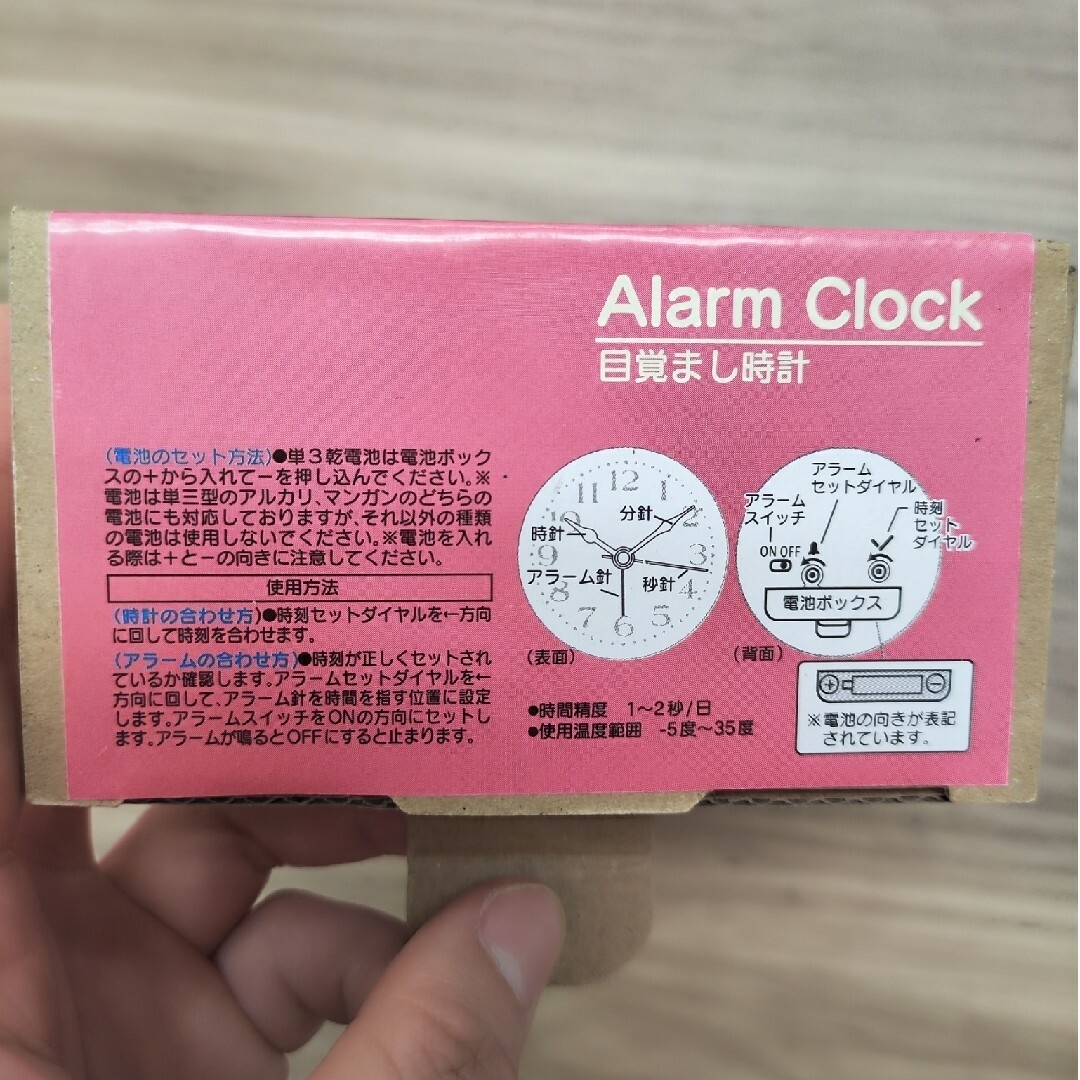 Alarm Clock
目覚まし時計
(電池のセット方法)●単3乾電池は電池ボック
スの＋から入れてーを押し込んでください。※
電池は単三型のアルカリ、マンガンのどちらの
電池にも対応しておりますが、それ以外の種類
の電池は使用しないでください。※電池を入れ
る際は＋とーの向きに注意してください。
使用方法
(時計の合わせ方)●時刻セットダイヤルを←方向
に回して時刻を合わせます。
(アラームの合わせ方)●時刻が正しくセットされ
ているか確認します。アラームセットダイヤルを←
方向に回して、アラーム針を時間を指す位置に設定
します。アラームスイッチをONの方向にセットし
ます。アラームが鳴るとOFFにすると止まります。
11 12 1
10 2
9 3
8 4
7 6 5
分針
時針
アラーム針
秒針
(表面)
アラーム
セットダイヤル
アラーム
スイッチ
時刻
セット
ダイヤル
ON OFF
電池ボックス
(背面)
＋ －
※電池の向きが表記
されています。
●時間精度 1～2秒/日
●使用温度範囲 -5度～35度